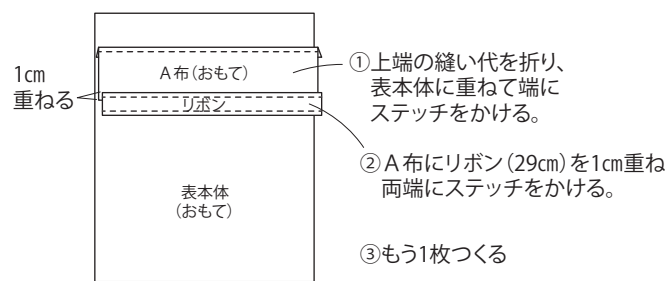 ①上端の縫い代を折り、
表本体に重ねて端に
ステッチをかける。
A布(おもて)
1cm
重ねる
リボン
②A布にリボン(29cm)を1cm重ね
両端にステッチをかける。
表本体
(おもて)
③もう1枚つくる